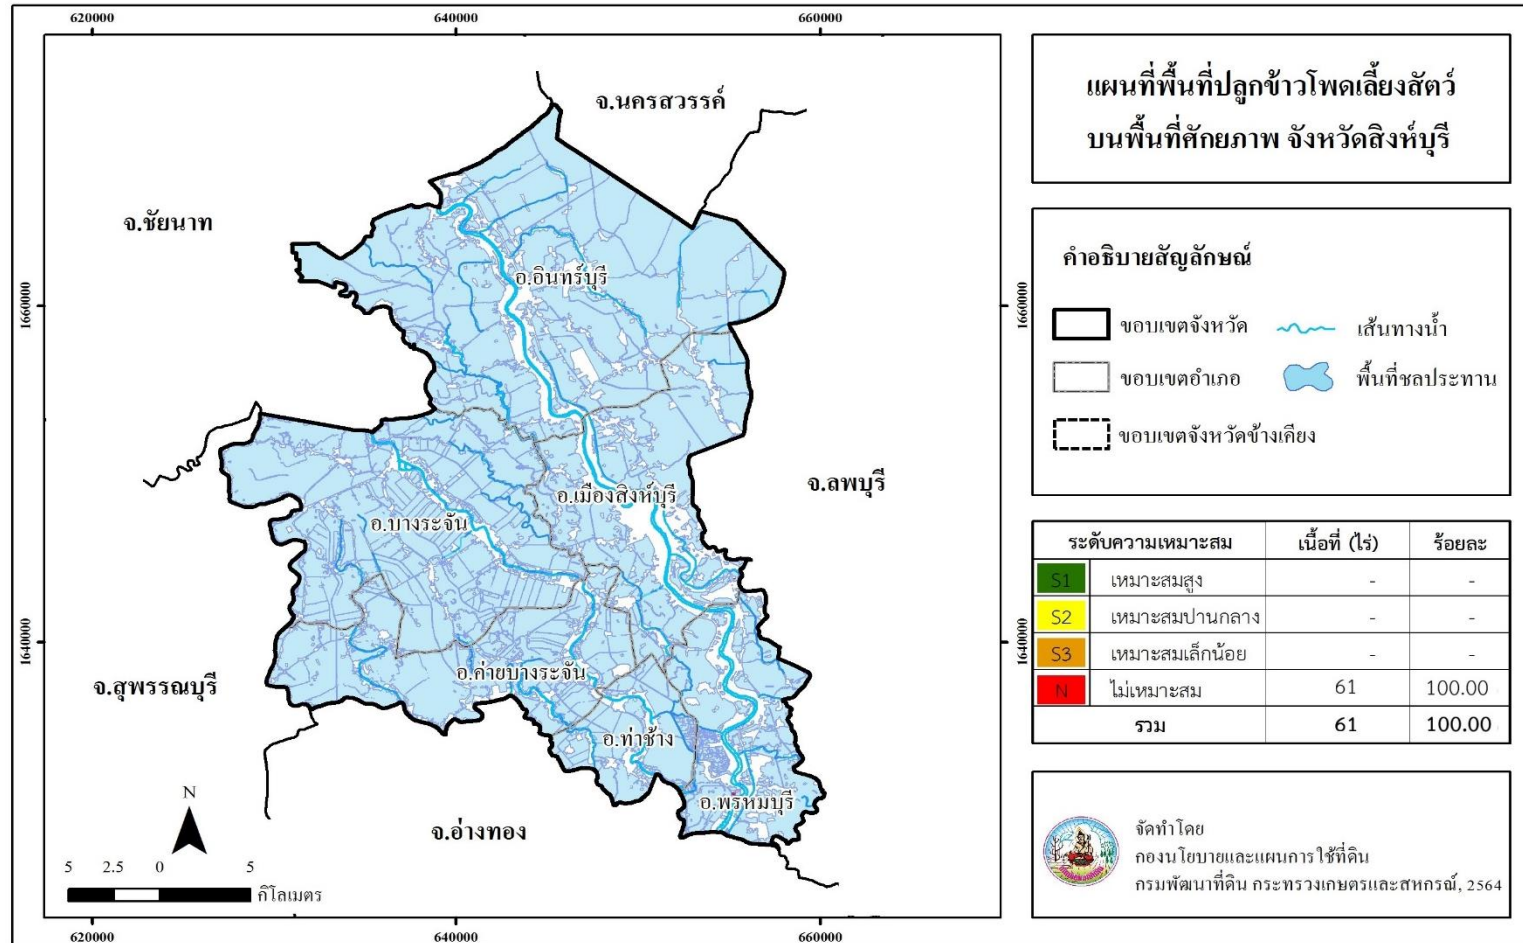 620000
640000
660000
แผนที่พื้นที่ปลูกข้าวโพดเลี้ยงสัตว์
บนพื้นที่ศักยภาพ จังหวัดสิงห์บุรี
จ.นครสวรรค์
จ.ชัยนาท
อ.อินทร์บุรี
1660000
1660000
คำอธิบายสัญลักษณ์
ขอบเขตจังหวัด
เส้นทางน้ำ
ขอบเขตอำเภอ
พื้นที่ชลประทาน
ขอบเขตจังหวัดข้างเคียง
จ.ลพบุรี
อ.เมืองสิงห์บุรี
อ.บางระจัน
ระดับความเหมาะสม เนื้อที่ (ไร่) ร้อยละ
S1 เหมาะสมสูง - -
S2 เหมาะสมปานกลาง - -
S3 เหมาะสมเล็กน้อย - -
N ไม่เหมาะสม 61 100.00
รวม 61 100.00
1640000
1640000
อ.ค่ายบางระจัน
จ.สุพรรณบุรี
อ.ท่าช้าง
อ.พรหมบุรี
จ.อ่างทอง
N
5 2.5 0 5
กิโลเมตร
จัดทำโดย
กองนโยบายและแผนการใช้ที่ดิน
กรมพัฒนาที่ดิน กระทรวงเกษตรและสหกรณ์, 2564
620000
640000
660000